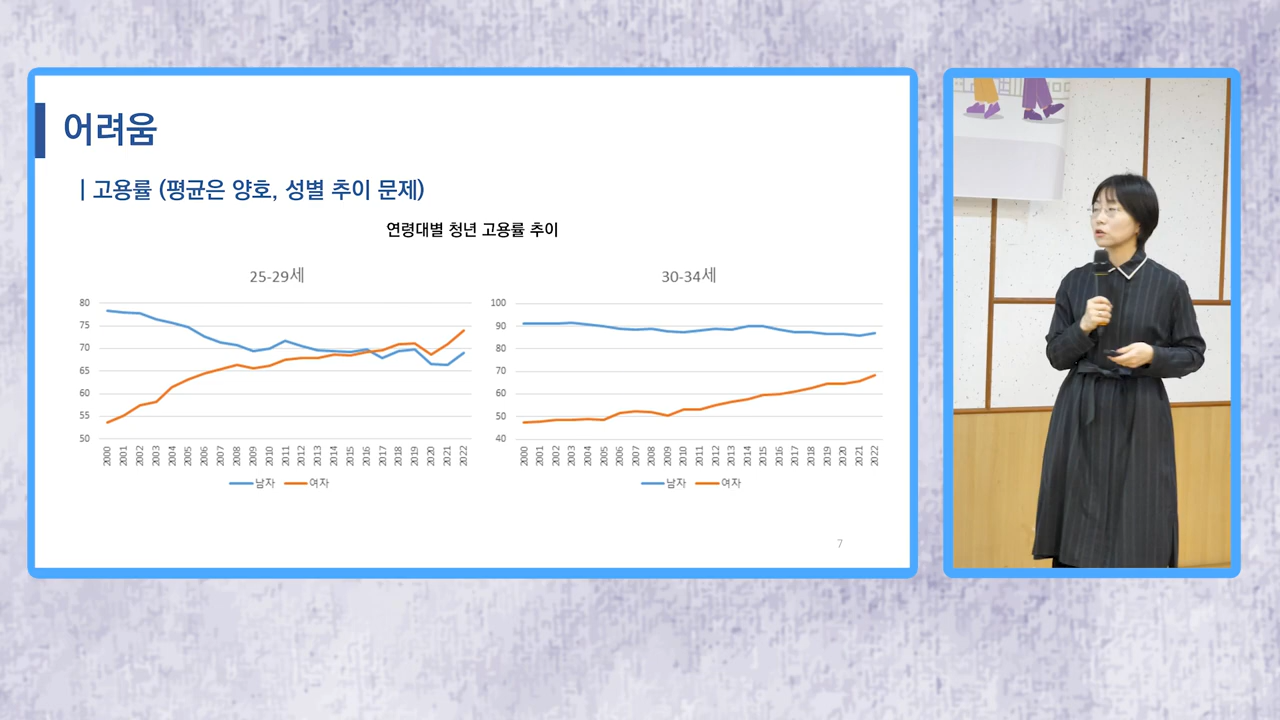 어려움
| 고용률 (평균은 양호, 성별 추이 문제)
연령대별 청년 고용률 추이
25-29세
80
75
70
65
60
55
50
2000 2001 2002 2003 2004 2005 2006 2007 2008 2009 2010 2011 2012 2013 2014 2015 2016 2017 2018 2019 2020 2021 2022
남자 여자
30-34세
100
90
80
70
60
50
40
2000 2001 2002 2003 2004 2005 2006 2007 2008 2009 2010 2011 2012 2013 2014 2015 2016 2017 2018 2019 2020 2021 2022
남자 여자
7